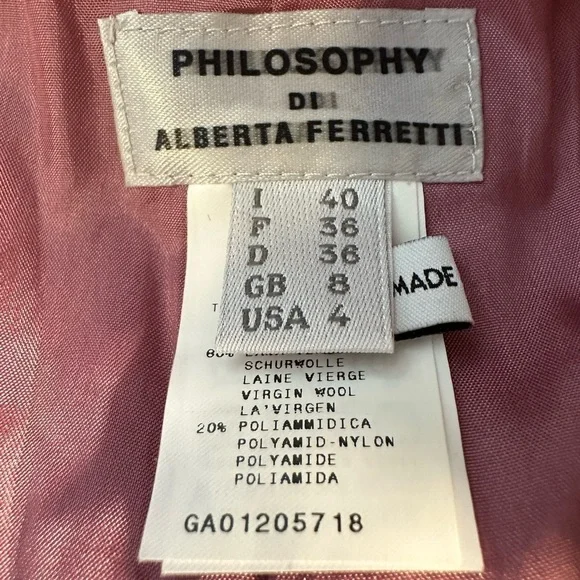 PHILOSOPHY
DI
ALBERTA FERRETTI
I 40
F 36
D 36
GB 8
USA 4
MADE
T
80%
SCHURWOLLE
LAINE VIERGE
VIRGIN WOOL
LA'VIRGEN
20% POLIAMMIDICA
POLYAMID-NYLON
POLYAMIDE
POLIAMIDA
GA01205718